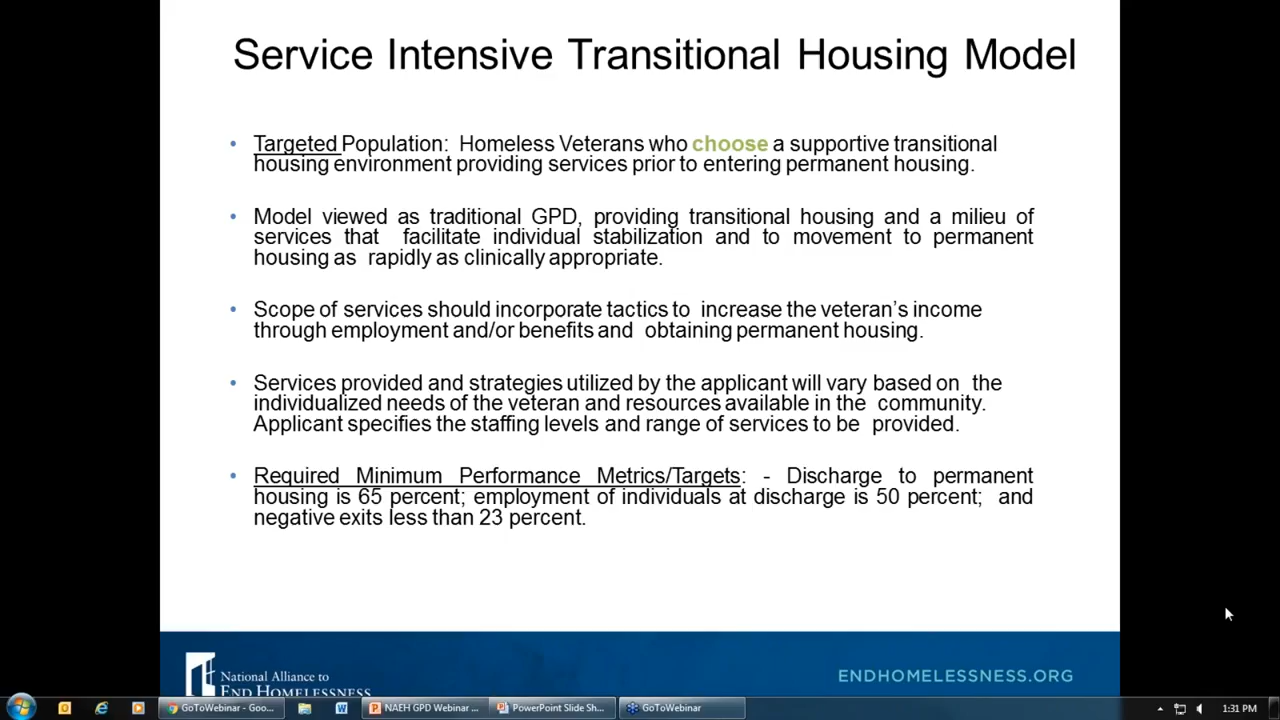 Service Intensive Transitional Housing Model
• Targeted Population: Homeless Veterans who choose a supportive transitional
housing environment providing services prior to entering permanent housing.
• Model viewed as traditional GPD, providing transitional housing and a milieu of
services that facilitate individual stabilization and to movement to permanent
housing as rapidly as clinically appropriate.
• Scope of services should incorporate tactics to increase the veteran’s income
through employment and/or benefits and obtaining permanent housing.
• Services provided and strategies utilized by the applicant will vary based on the
individualized needs of the veteran and resources available in the community.
Applicant specifies the staffing levels and range of services to be provided.
• Required Minimum Performance Metrics/Targets: - Discharge to permanent
housing is 65 percent; employment of individuals at discharge is 50 percent; and
negative exits less than 23 percent.
National Alliance to
END HOMELESSNESS
ENDHOMELESSNESS.ORG
GoToWebinar - Goo...
NAEH GPD Webinar ...
PowerPoint Slide Sh...
GoToWebinar
1:31 PM